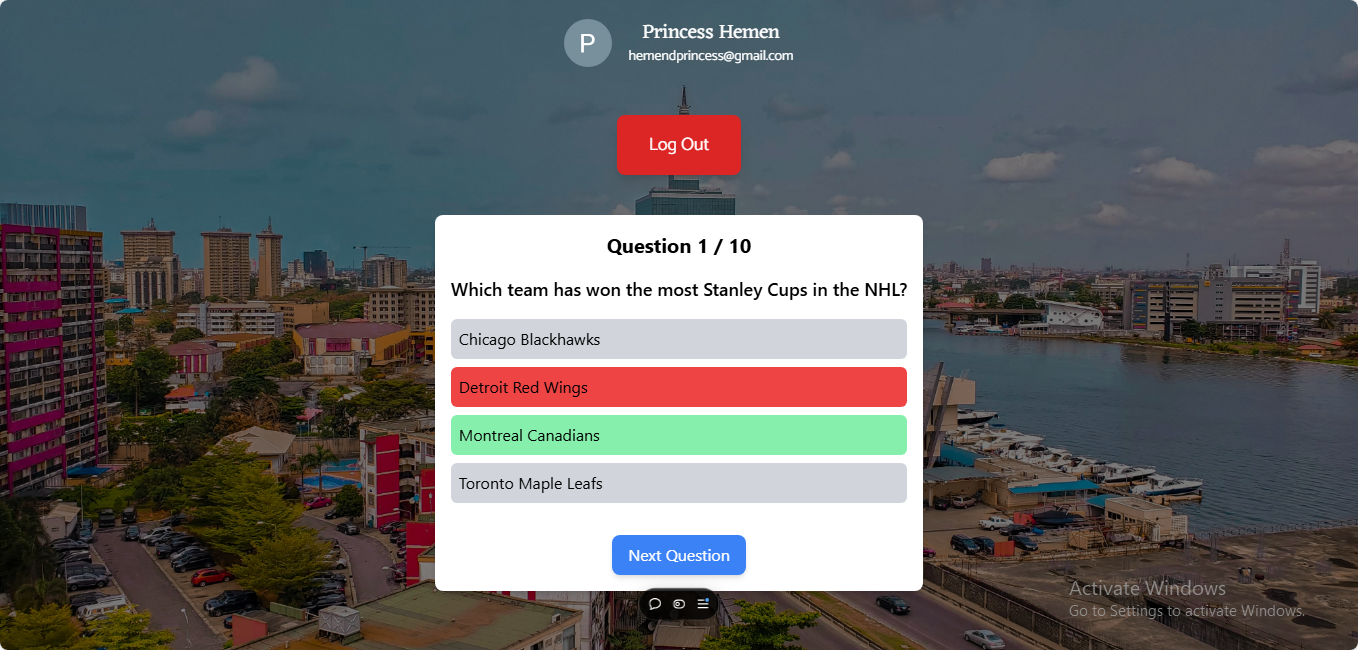 P
Princess Hemen
hemendprincess@gmail.com
Log Out
Question 1 / 10
Which team has won the most Stanley Cups in the NHL?
Chicago Blackhawks
Detroit Red Wings
Montreal Canadians
Toronto Maple Leafs
Next Question
Activate Windows
Go to Settings to activate Windows.